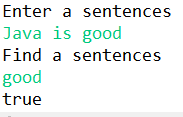 Enter a sentences
Java is good
Find a sentences
good
true